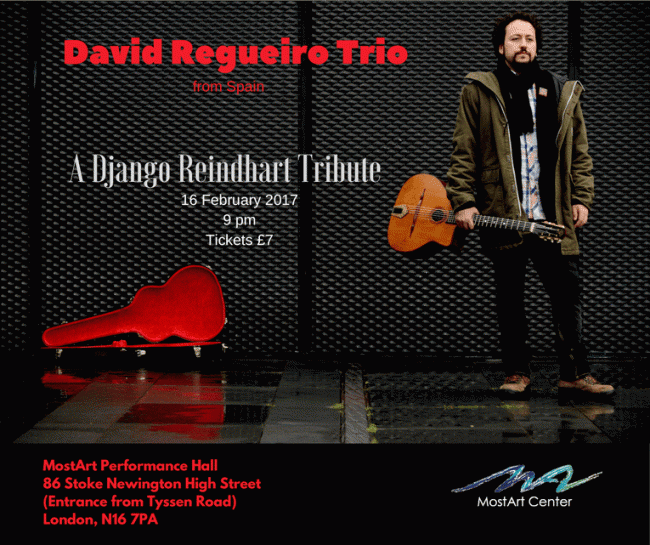 David Regueiro Trio
from Spain
A Django Reindhart Tribute
16 February 2017
9 pm
Tickets £7
MostArt Performance Hall
86 Stoke Newington High Street
(Entrance from Tyssen Road)
London, N16 7PA
MostArt Center